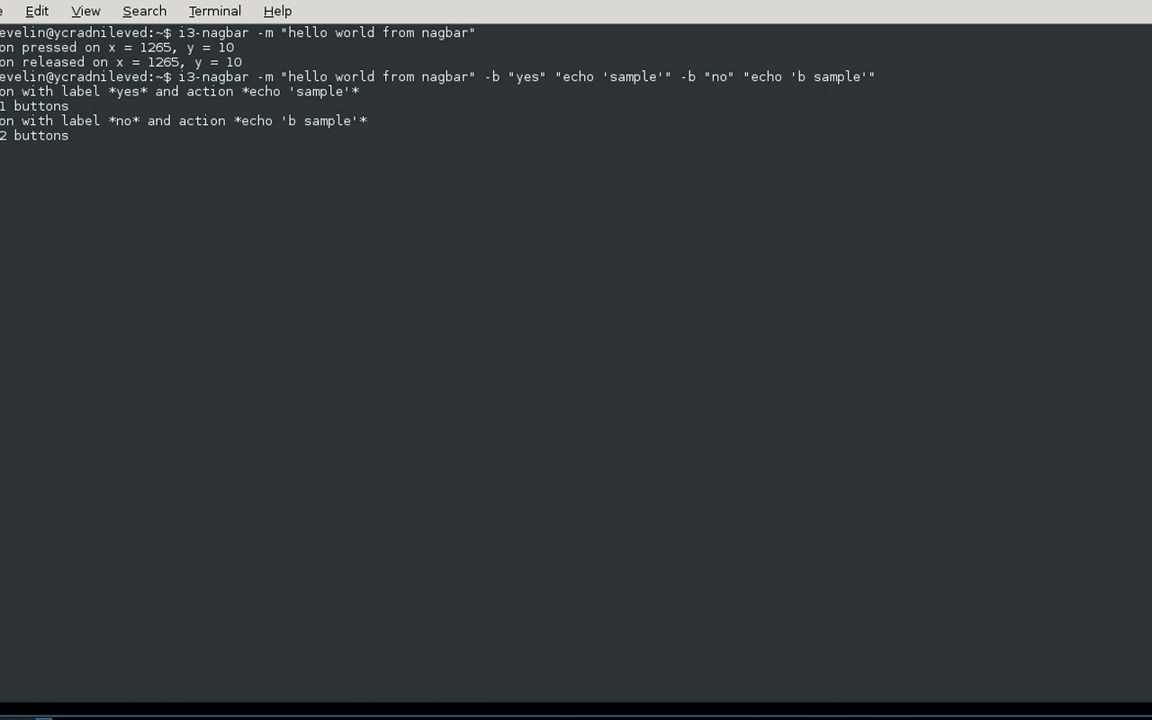 Edit View Search Terminal Help
evelin@ycradnileved:~$ i3-nagbar -m "hello world from nagbar"
on pressed on x = 1265, y = 10
on released on x = 1265, y = 10
evelin@ycradnileved:~$ i3-nagbar -m "hello world from nagbar" -b "yes" "echo 'sample'" -b "no" "echo 'b sample'"
on with label *yes* and action *echo 'sample'*
1 buttons
on with label *no* and action *echo 'b sample'*
2 buttons